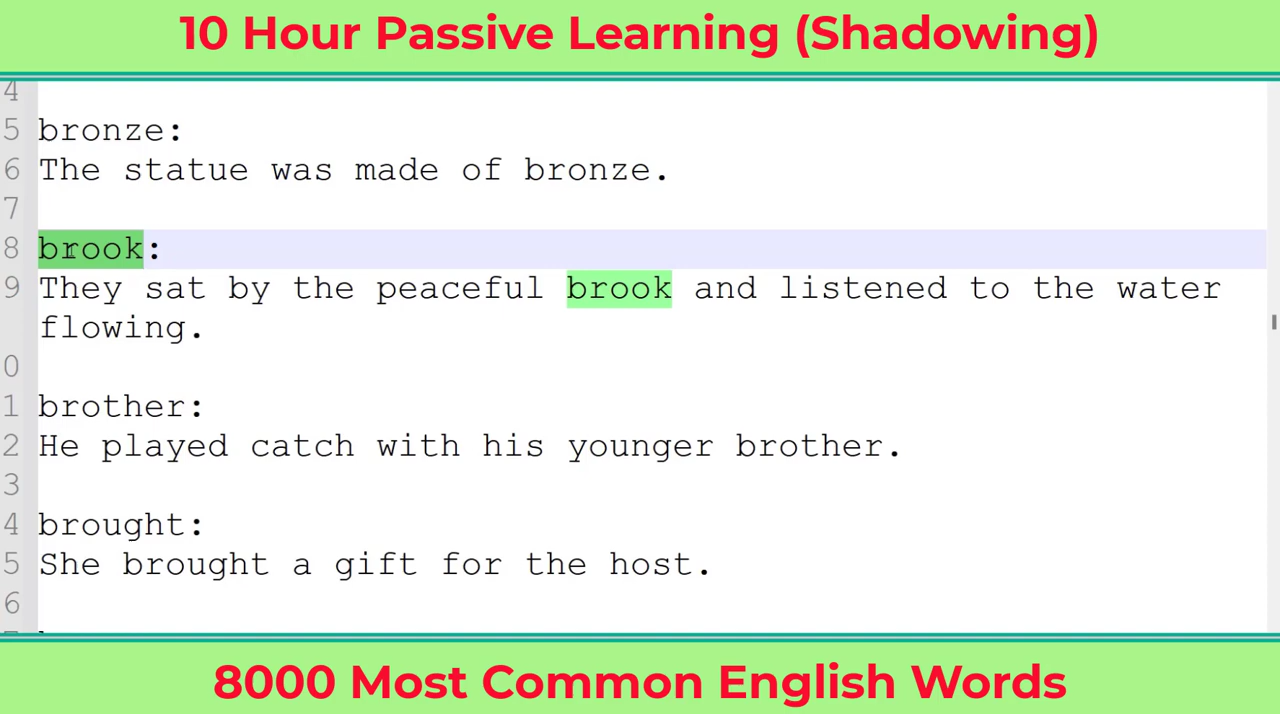 10 Hour Passive Learning (Shadowing)
4
5 bronze:
6 The statue was made of bronze.
7
8 brook:
9 They sat by the peaceful brook and listened to the water
flowing.
0
1 brother:
2 He played catch with his younger brother.
3
4 brought:
5 She brought a gift for the host.
6
8000 Most Common English Words